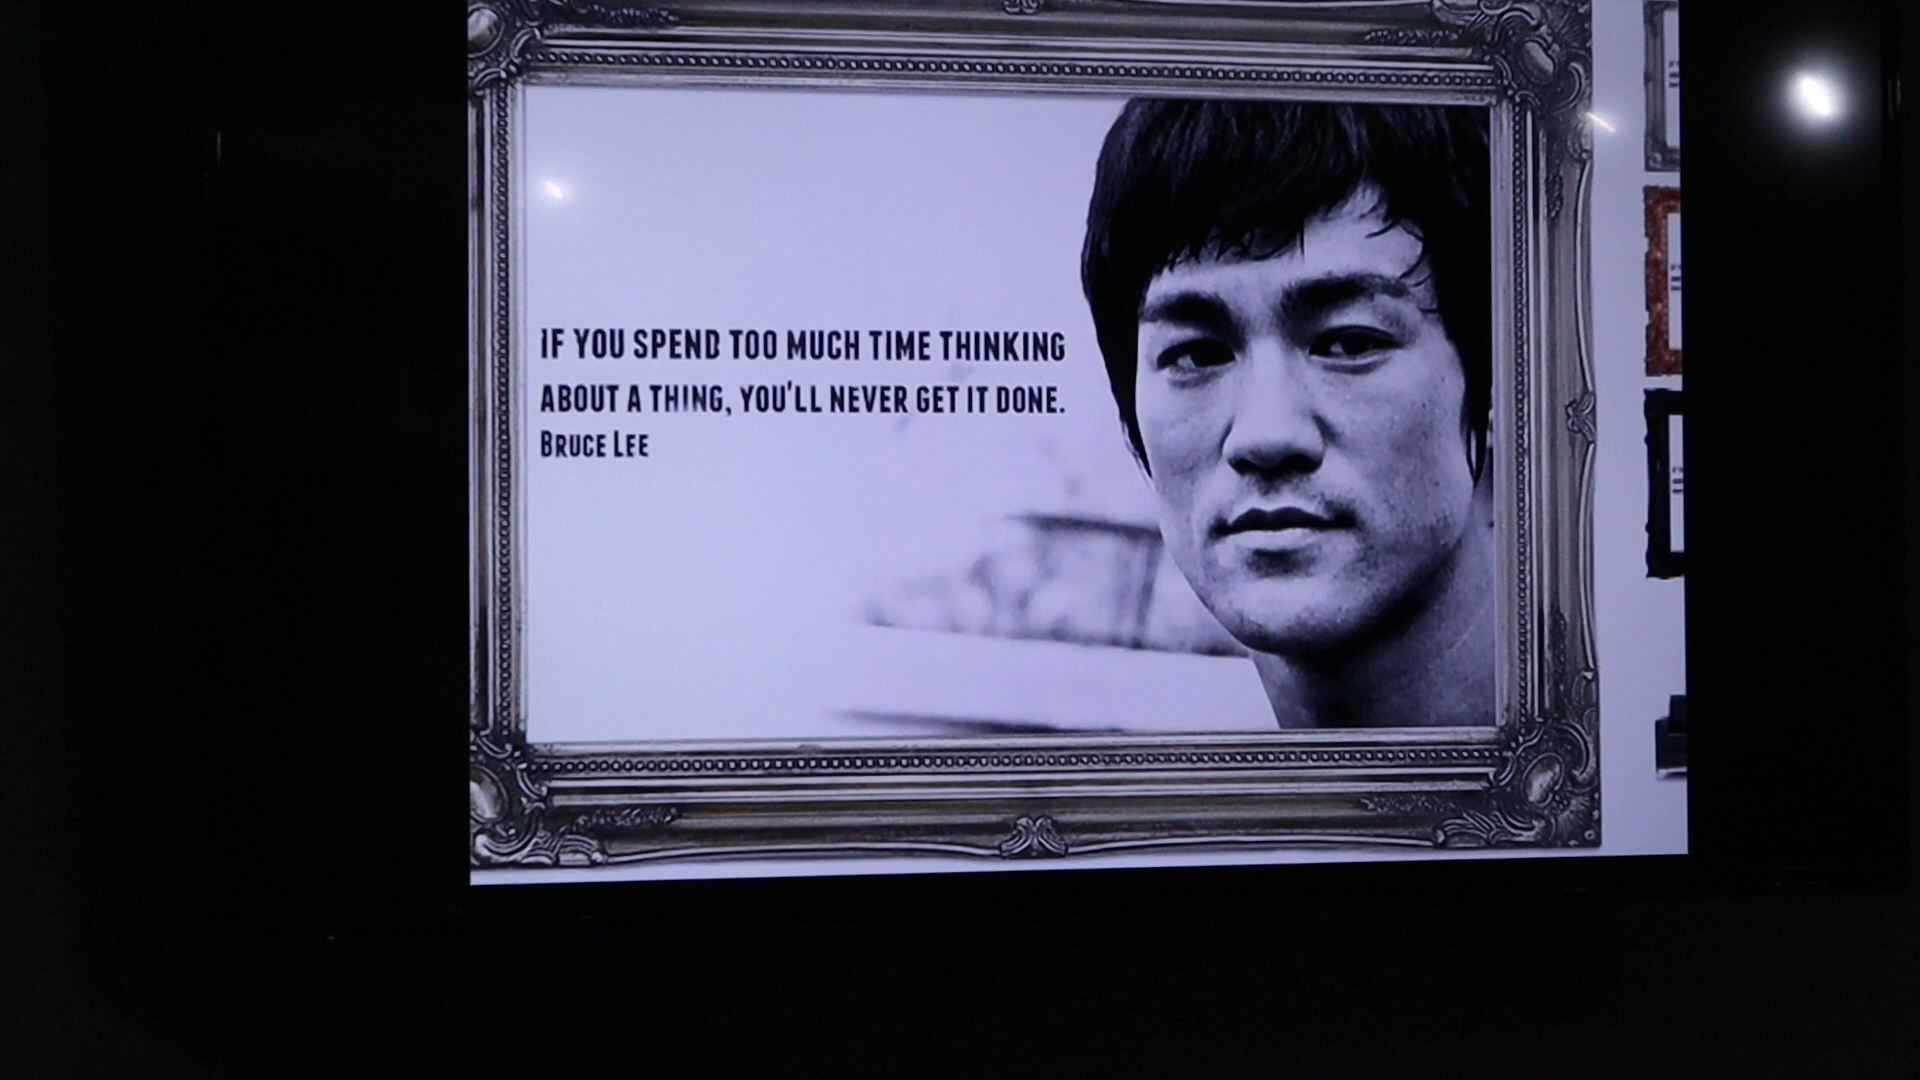 IF YOU SPEND TOO MUCH TIME THINKING
ABOUT A THING, YOU'LL NEVER GET IT DONE.
BRUCE LEE